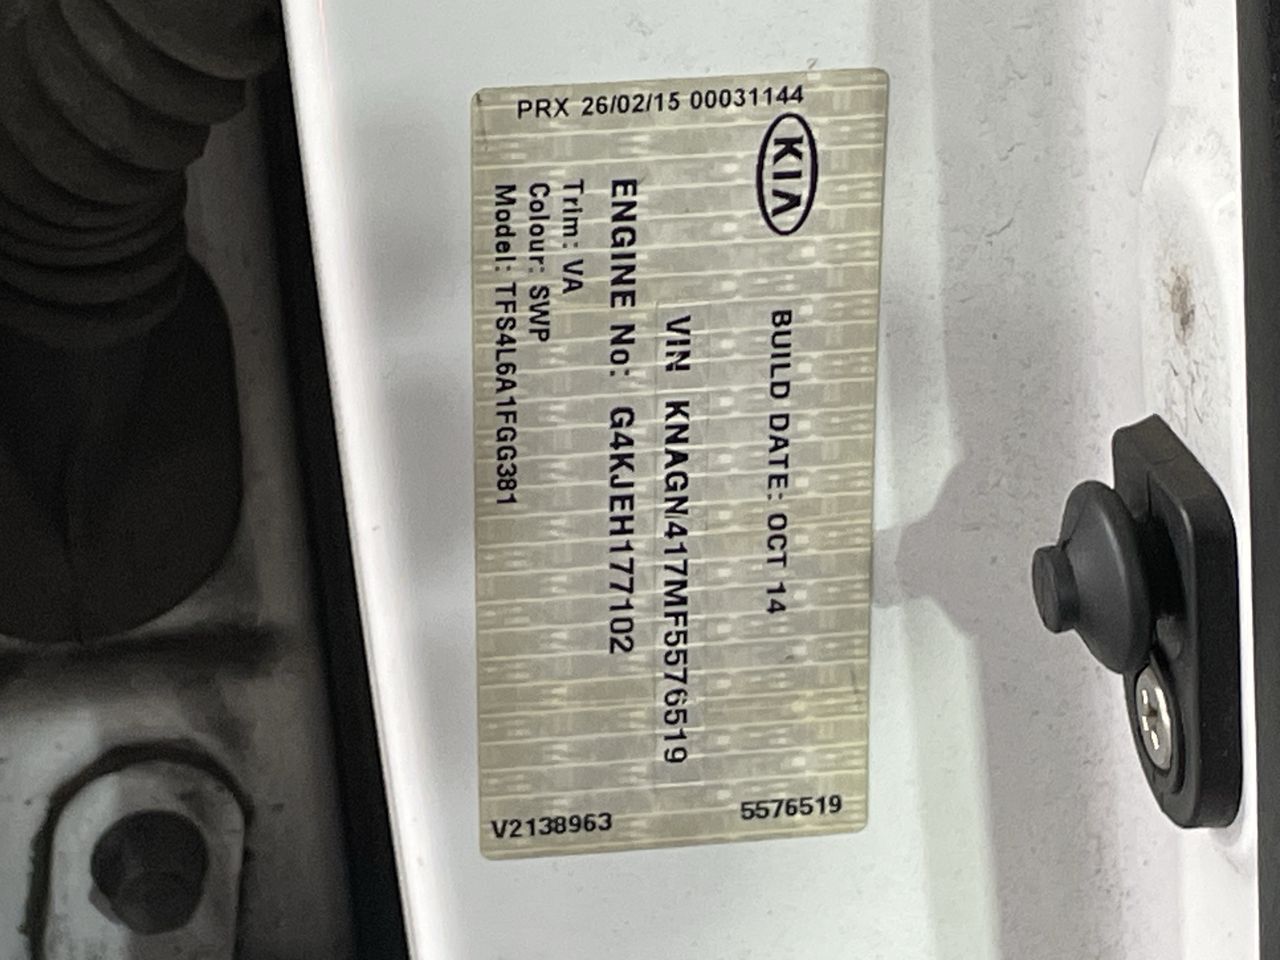 PRX 26/02/15 00031144
KIA
BUILD DATE: OCT 14
VIN KNAGN417MF5576519
ENGINE No: G4KJEH177102
Trim: VA
Colour: SWP
Model: TFS4L6A1FGG381
5576519
V2138963